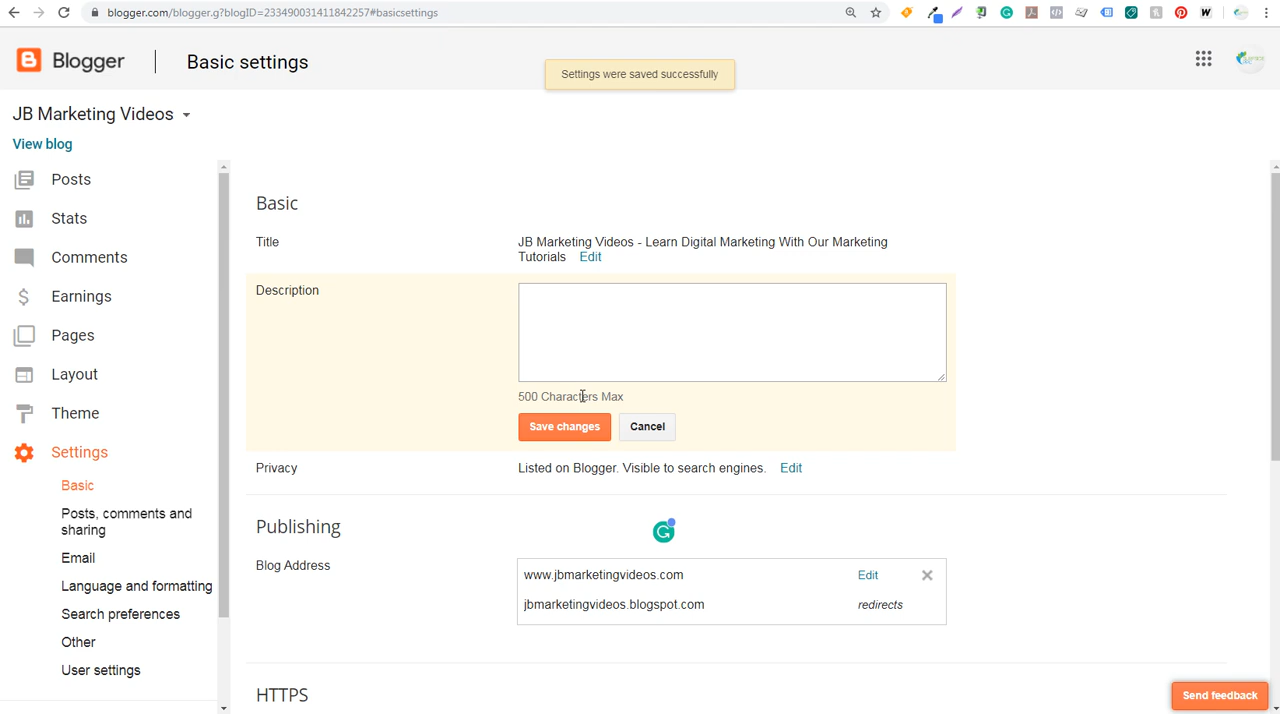 blogger.com/blogger.g?blogID=233490031411842257#basicsettings
Blogger
Basic settings
Settings were saved successfully
JB Marketing Videos
View blog
Posts
Stats
Comments
Earnings
Pages
Layout
Theme
Settings
Basic
Posts, comments and
sharing
Email
Language and formatting
Search preferences
Other
User settings
Basic
Title
JB Marketing Videos - Learn Digital Marketing With Our Marketing
Tutorials Edit
Description
500 Characters Max
Save changes
Cancel
Privacy
Listed on Blogger. Visible to search engines. Edit
Publishing
Blog Address
www.jbmarketingvideos.com Edit
jbmarketingvideos.blogspot.com redirects
HTTPS
Send feedback